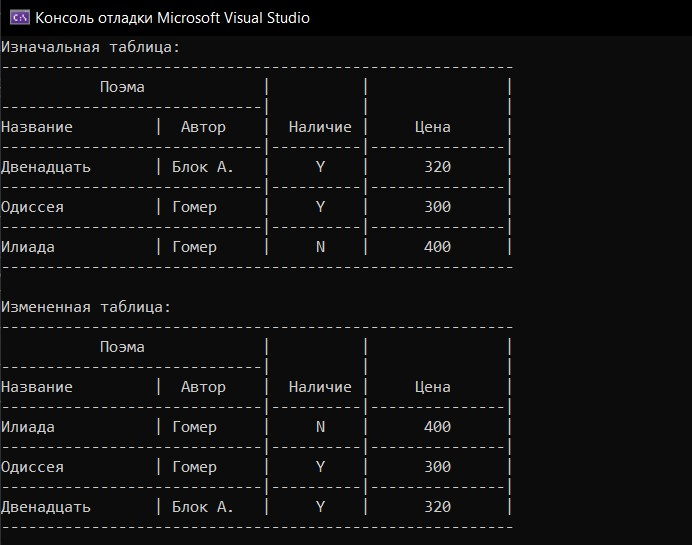 Консоль отладки Microsoft Visual Studio
Изначальная таблица:
---------------------------------------------------------
           Поэма             |          |               |
-----------------------------|          |               |
Название         |  Автор    |  Наличие |     Цена      |
-----------------------------|----------|---------------|
Двенадцать       | Блок А.   |     Y    |      320      |
-----------------------------|----------|---------------|
Одиссея          | Гомер     |     Y    |      300      |
-----------------------------|----------|---------------|
Илиада           | Гомер     |     N    |      400      |
---------------------------------------------------------
Измененная таблица:
---------------------------------------------------------
           Поэма             |          |               |
-----------------------------|          |               |
Название         |  Автор    |  Наличие |     Цена      |
-----------------------------|----------|---------------|
Илиада           | Гомер     |     N    |      400      |
-----------------------------|----------|---------------|
Одиссея          | Гомер     |     Y    |      300      |
-----------------------------|----------|---------------|
Двенадцать       | Блок А.   |     Y    |      320      |
---------------------------------------------------------